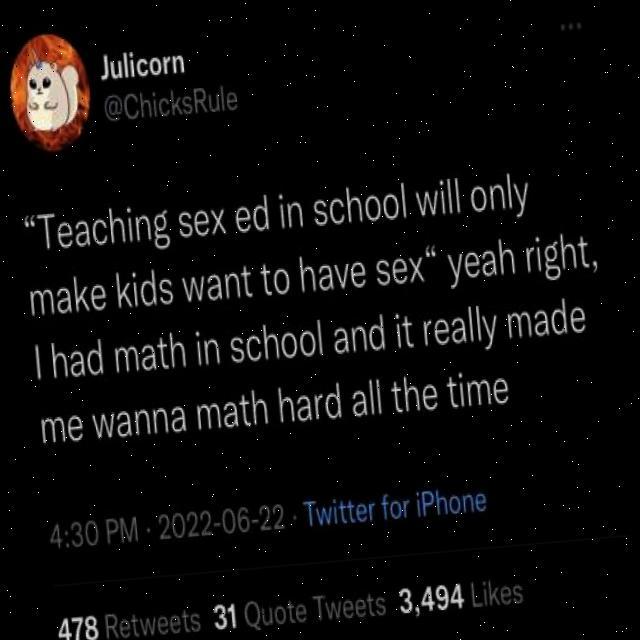 Julicorn
@ChicksRule
“Teaching sex ed in school will only
make kids want to have sex“ yeah right,
I had math in school and it really made
me wanna math hard all the time
4:30 PM · 2022-06-22 · Twitter for iPhone
478 Retweets 31 Quote Tweets 3,494 Likes